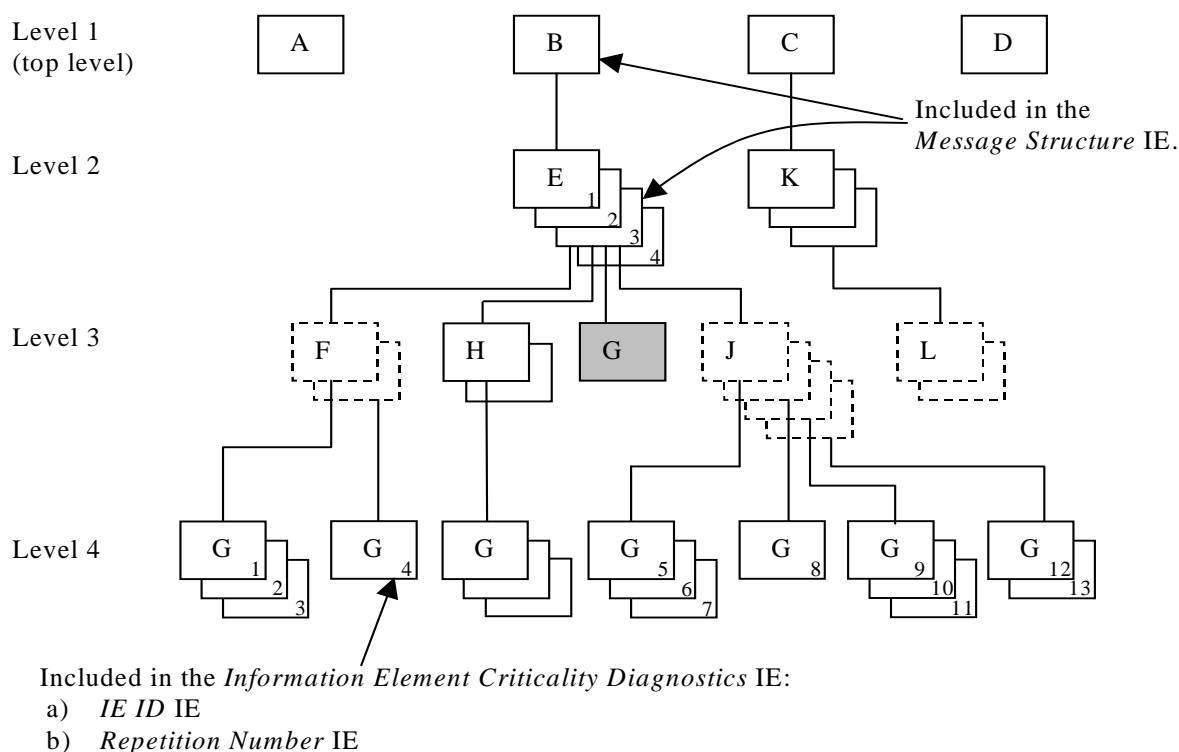 Level 1
(top level)
A
B
C
D
Included in the
Message Structure IE.
Level 2
E
1
2
3
4
K
Level 3
F
H
G
J
L
Level 4
G
1
2
3
G
4
G
G
5
6
7
G
8
G
9
10
11
G
12
13
Included in the Information Element Criticality Diagnostics IE:
a) IE ID IE
b) Repetition Number IE